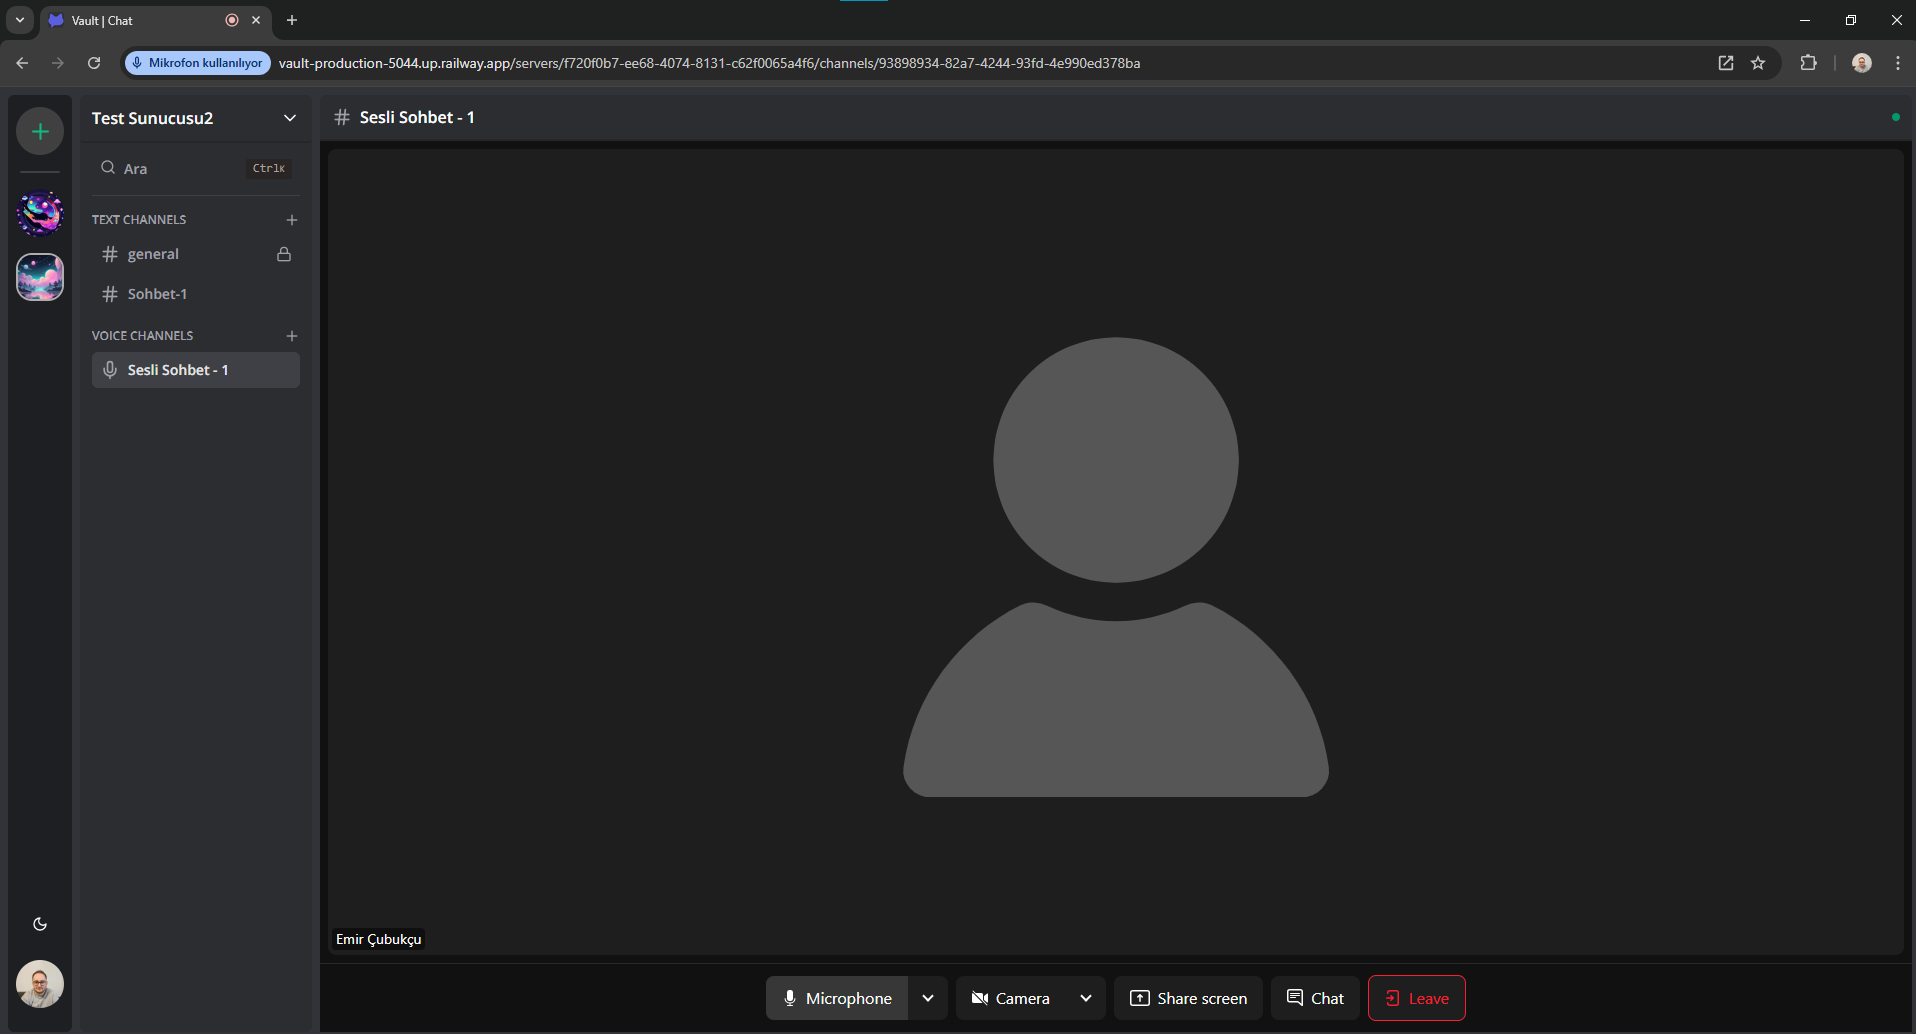 Vault | Chat
Mikrofon kullanılıyor
vault-production-5044.up.railway.app/servers/f720f0b7-ee68-4074-8131-c62f0065a4f6/channels/93898934-82a7-4244-93fd-4e990ed378ba
Test Sunucusu2
Ara
CtrlK
TEXT CHANNELS
general
Sohbet-1
VOICE CHANNELS
Sesli Sohbet - 1
# Sesli Sohbet - 1
Emir Çubukçu
Microphone
Camera
Share screen
Chat
Leave